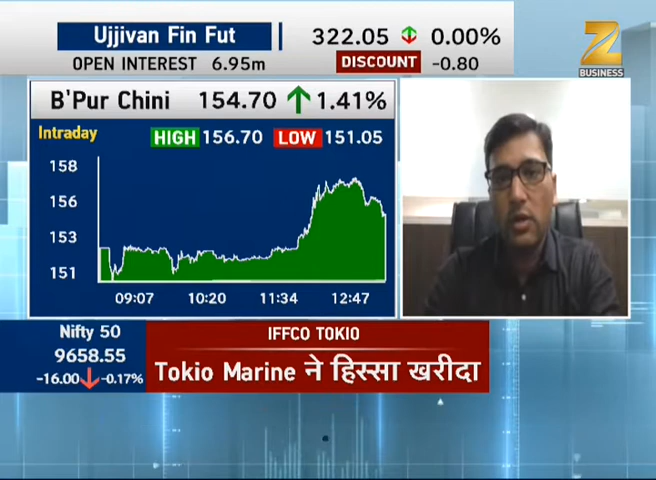 Ujjivan Fin Fut 322.05 0.00%
OPEN INTEREST 6.95m DISCOUNT -0.80
Z
BUSINESS
B'Pur Chini 154.70 1.41%
Intraday HIGH 156.70 LOW 151.05
158
156
153
151
09:07 10:20 11:34 12:47
Nifty 50
9658.55
-16.00 -0.17%
IFFCO TOKIO
Tokio Marine ने हिस्सा खरीदा